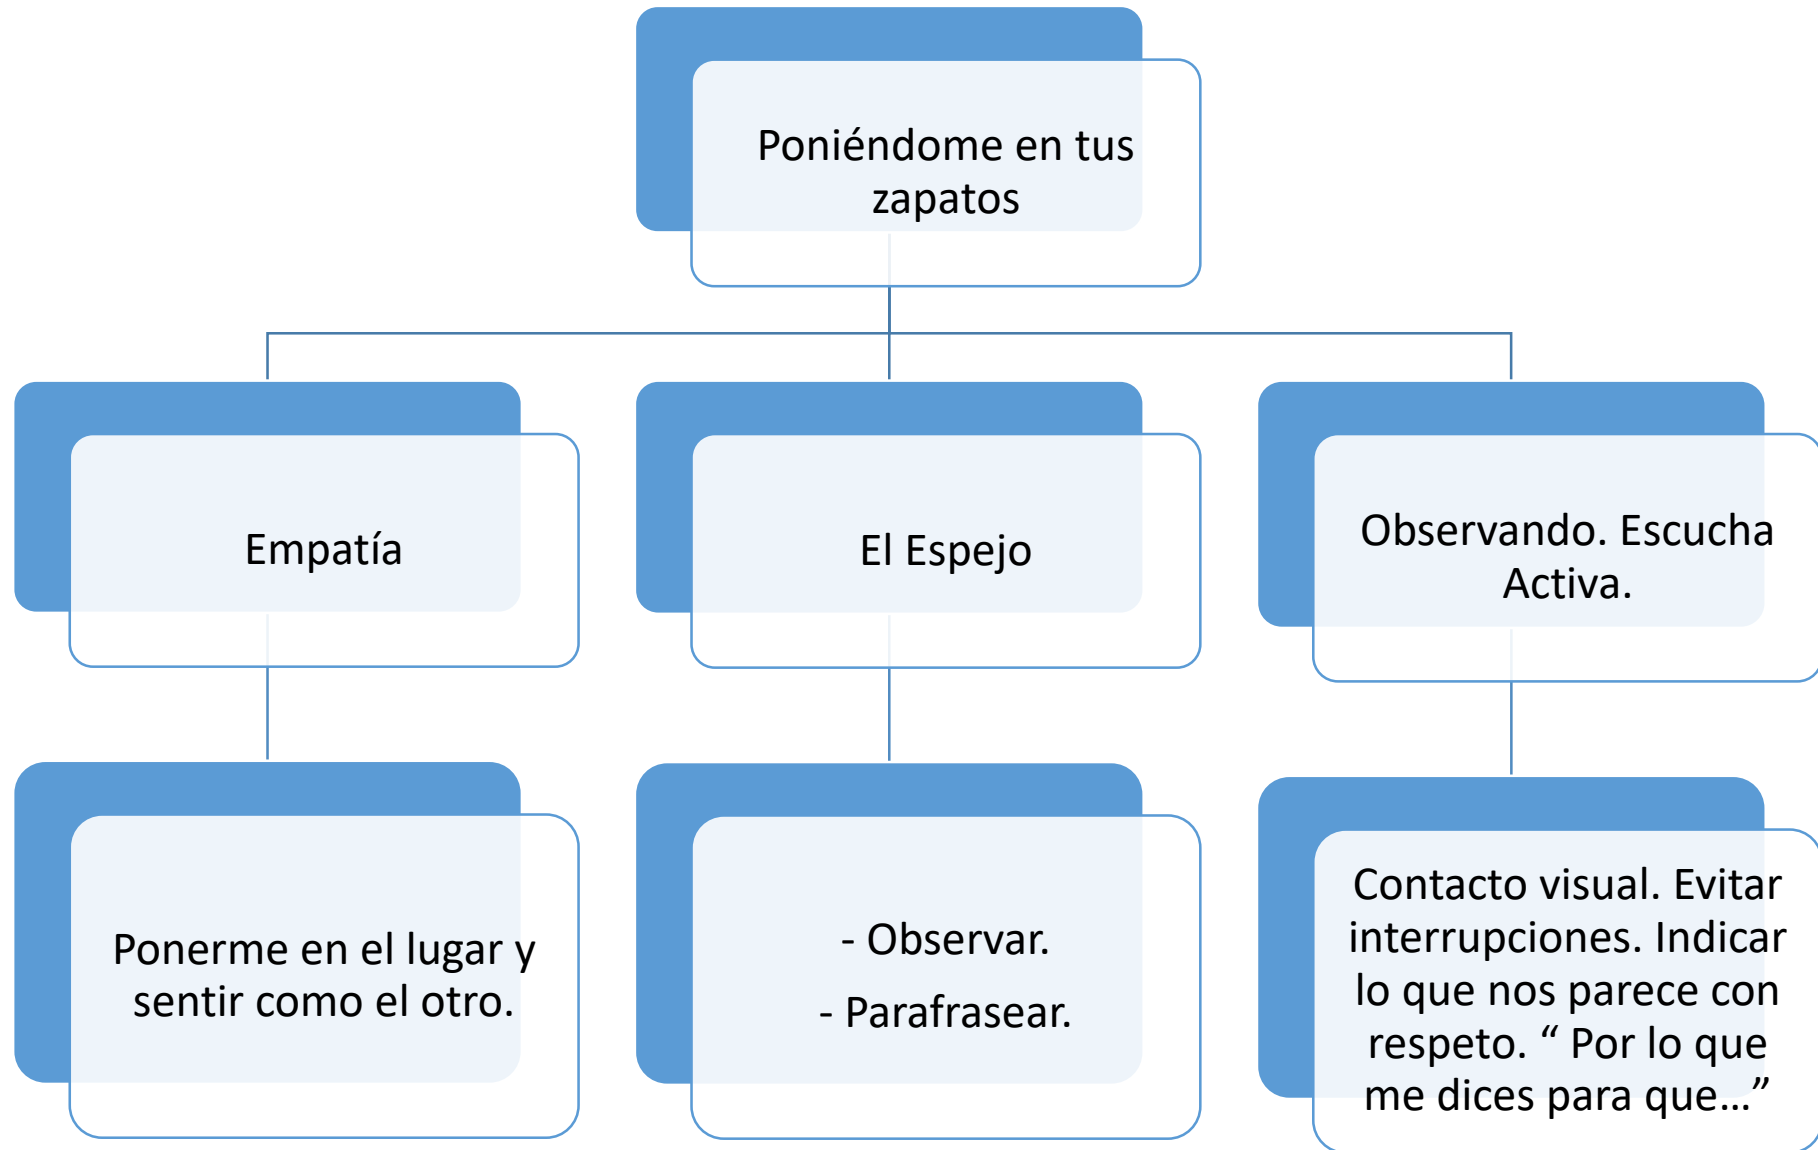 Poniéndome en tus
zapatos
Empatía
El Espejo
Observando. Escucha
Activa.
Ponerme en el lugar y
sentir como el otro.
- Observar.
- Parafrasear.
Contacto visual. Evitar
interrupciones. Indicar
lo que nos parece con
respeto. “ Por lo que
me dices para que…”